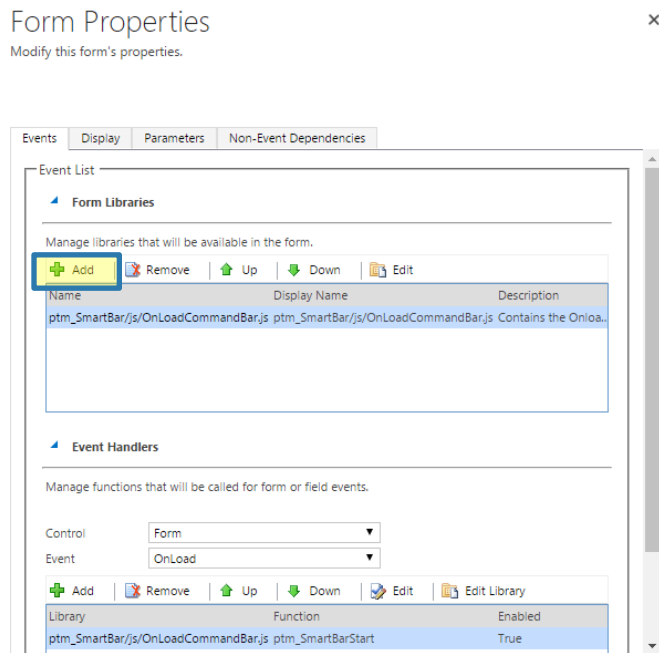 Form Properties
Modify this form's properties.
Events Display Parameters Non-Event Dependencies
Event List
Form Libraries
Manage libraries that will be available in the form.
Add Remove Up Down Edit
Name Display Name Description
ptm_SmartBar/js/OnLoadCommandBar.js ptm_SmartBar/js/OnLoadCommandBar.js Contains the Onloa..
Event Handlers
Manage functions that will be called for form or field events.
Control Form
Event OnLoad
Add Remove Up Down Edit Edit Library
Library Function Enabled
ptm_SmartBar/js/OnLoadCommandBar.js ptm_SmartBarStart True